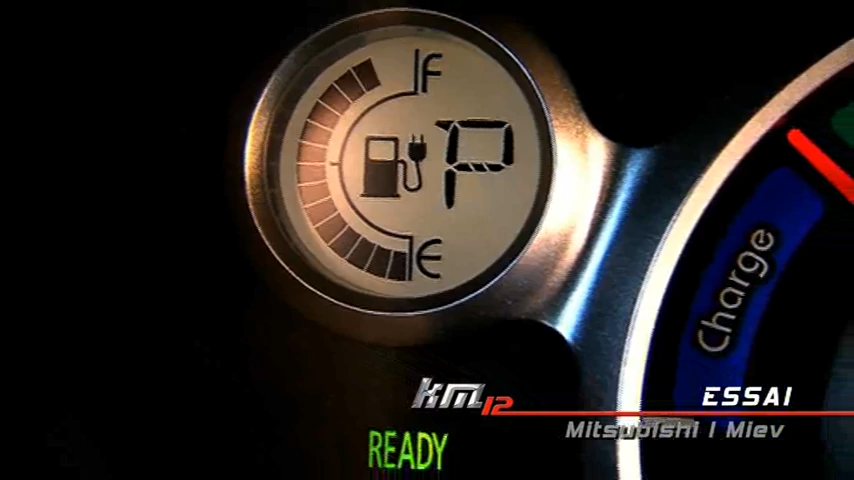 F
P
E
Charge
km12
ESSAI
Mitsubishi I Miev
READY